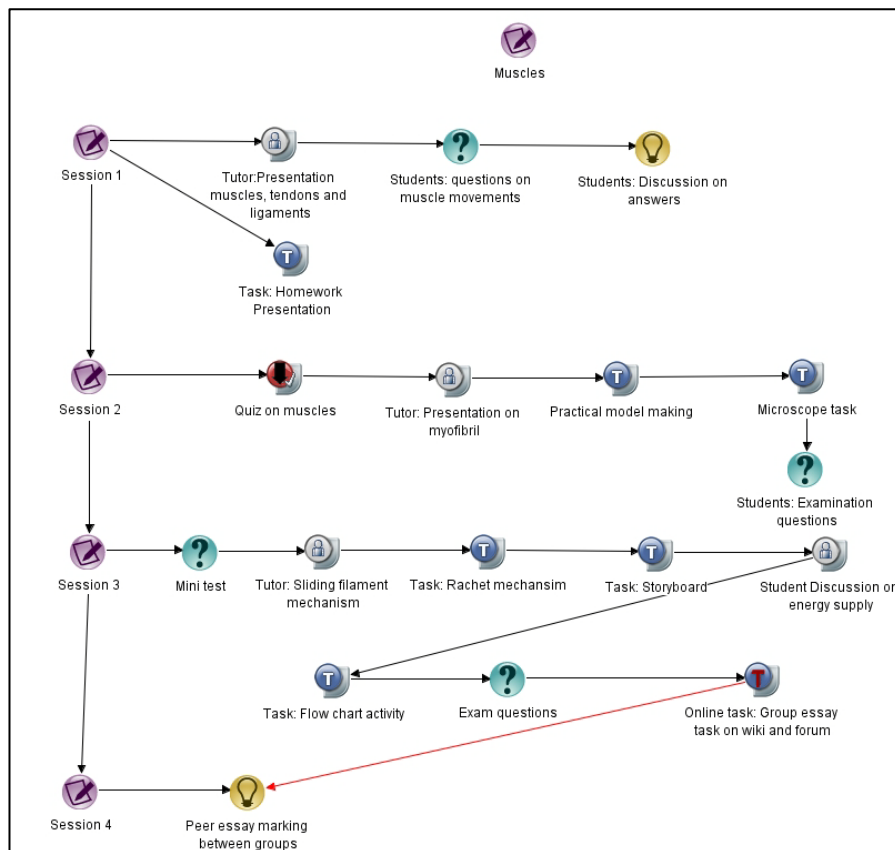 Muscles
Session 1
Tutor:Presentation
muscles, tendons and
ligaments
Students: questions on
muscle movements
Students: Discussion on
answers
Task: Homework
Presentation
Session 2
Quiz on muscles
Tutor: Presentation on
myofibril
Practical model making
Microscope task
Students: Examination
questions
Session 3
Mini test
Tutor: Sliding filament
mechanism
Task: Rachet mechansim
Task: Storyboard
Student Discussion on
energy supply
Task: Flow chart activity
Exam questions
Online task: Group essay
task on wiki and forum
Session 4
Peer essay marking
between groups